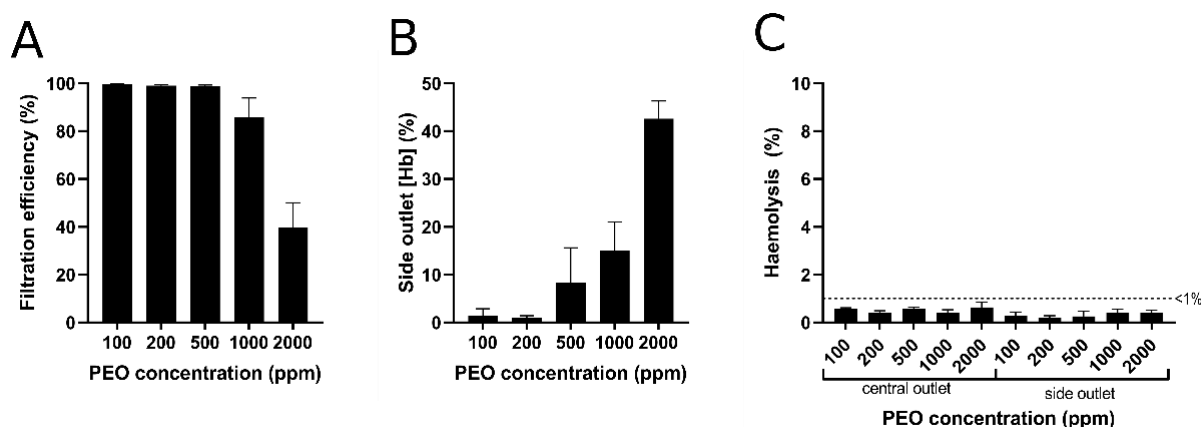 A
Filtration efficiency (%)
100
80
60
40
20
0
100 200 500 1000 2000
PEO concentration (ppm)
B
Side outlet [Hb] (%)
50
40
30
20
10
0
100 200 500 1000 2000
PEO concentration (ppm)
C
Haemolysis (%)
10
8
6
4
2
0
<1%
100 200 500 1000 2000 100 200 500 1000 2000
central outlet side outlet
PEO concentration (ppm)